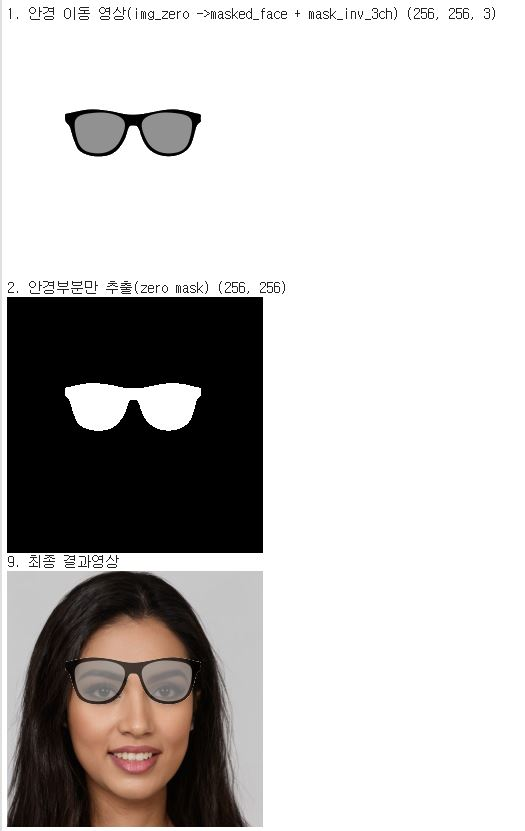 1. 안경 이동 영상(img_zero ->masked_face + mask_inv_3ch) (256, 256, 3)
2. 안경부분만 추출(zero mask) (256, 256)
9. 최종 결과영상